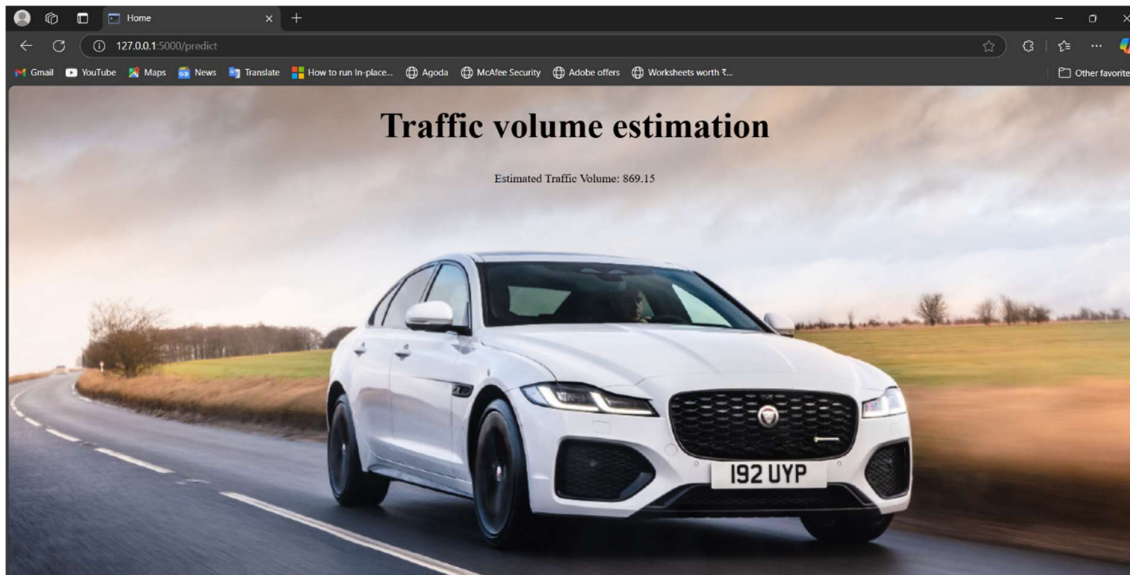 Home
127.0.0.1:5000/predict
Gmail YouTube Maps News Translate How to run In-place... Agoda McAfee Security Adobe offers Worksheets worth ₹... Other favorite
Traffic volume estimation
Estimated Traffic Volume: 869.15
192 UYP